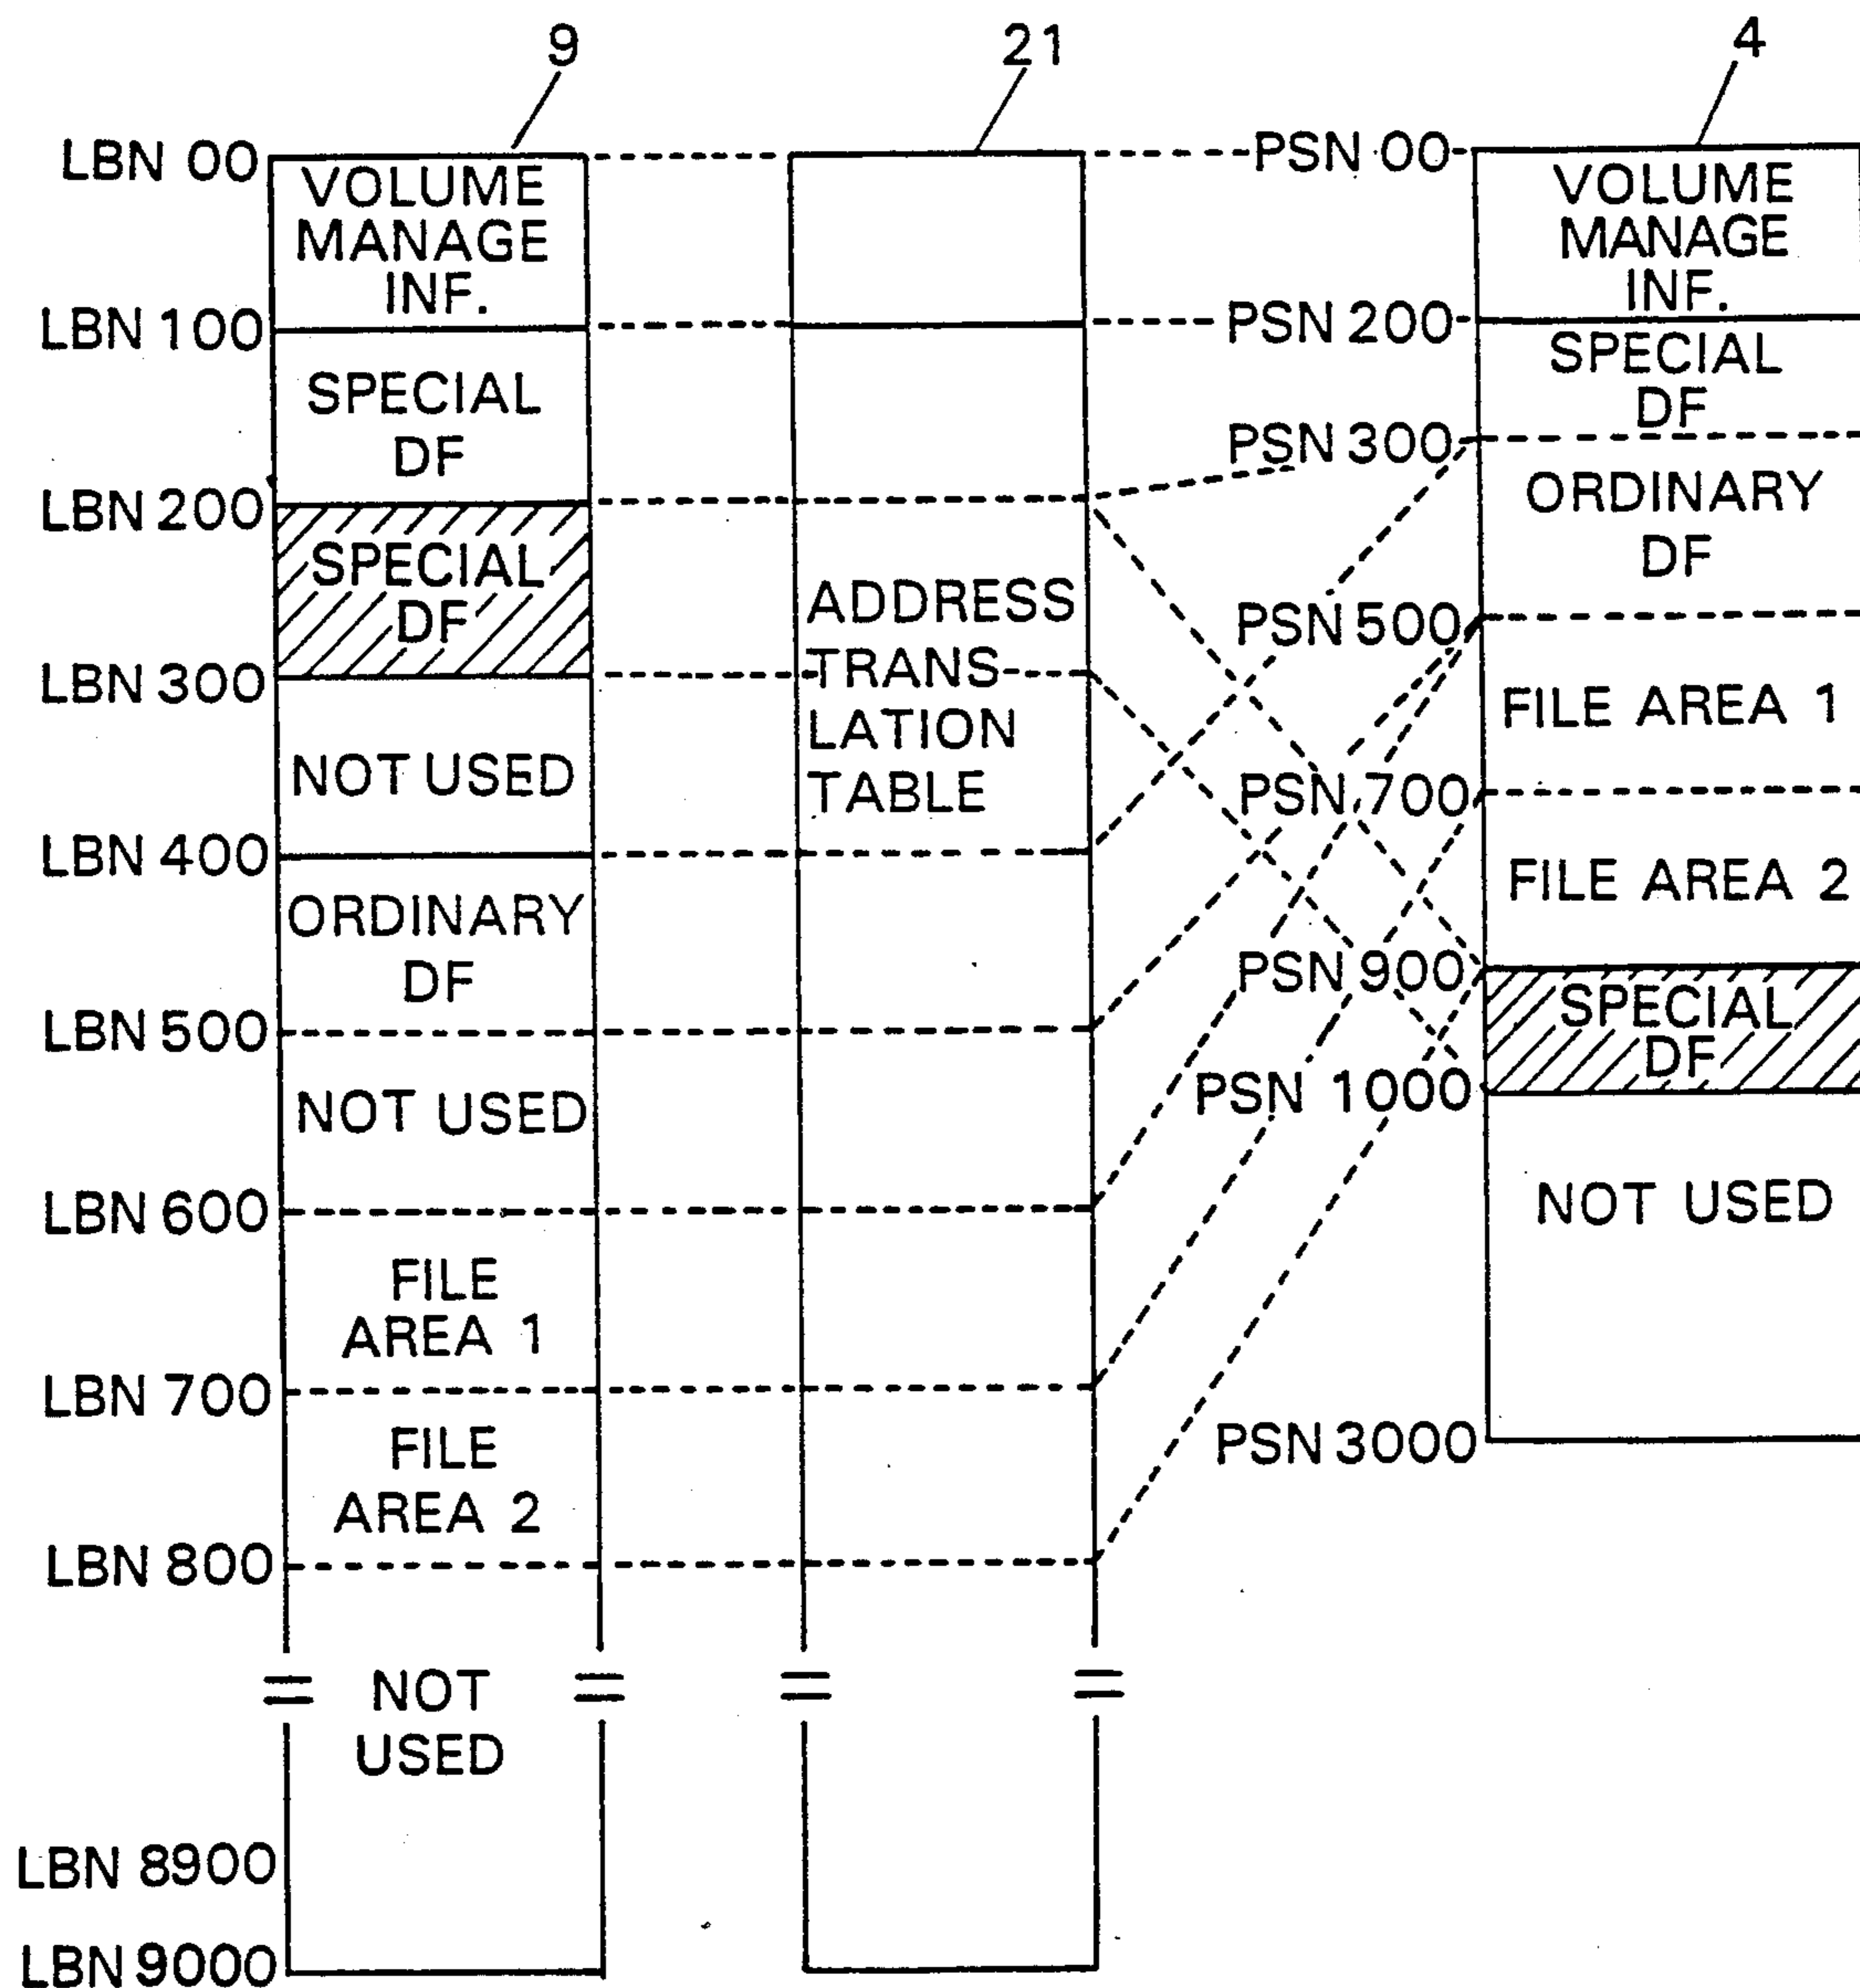 9
21
4
LBN 00
VOLUME
MANAGE
INF.
LBN 100
SPECIAL
DF
LBN 200
SPECIAL
DF
LBN 300
NOT USED
LBN 400
ORDINARY
DF
LBN 500
NOT USED
LBN 600
FILE
AREA 1
LBN 700
FILE
AREA 2
LBN 800
NOT
USED
LBN 8900
LBN 9000
ADDRESS
TRANS
LATION
TABLE
PSN 00
VOLUME
MANAGE
INF.
PSN 200
SPECIAL
DF
PSN 300
ORDINARY
DF
PSN 500
FILE AREA 1
PSN 700
FILE AREA 2
PSN 900
SPECIAL
DF
PSN 1000
NOT USED
PSN 3000